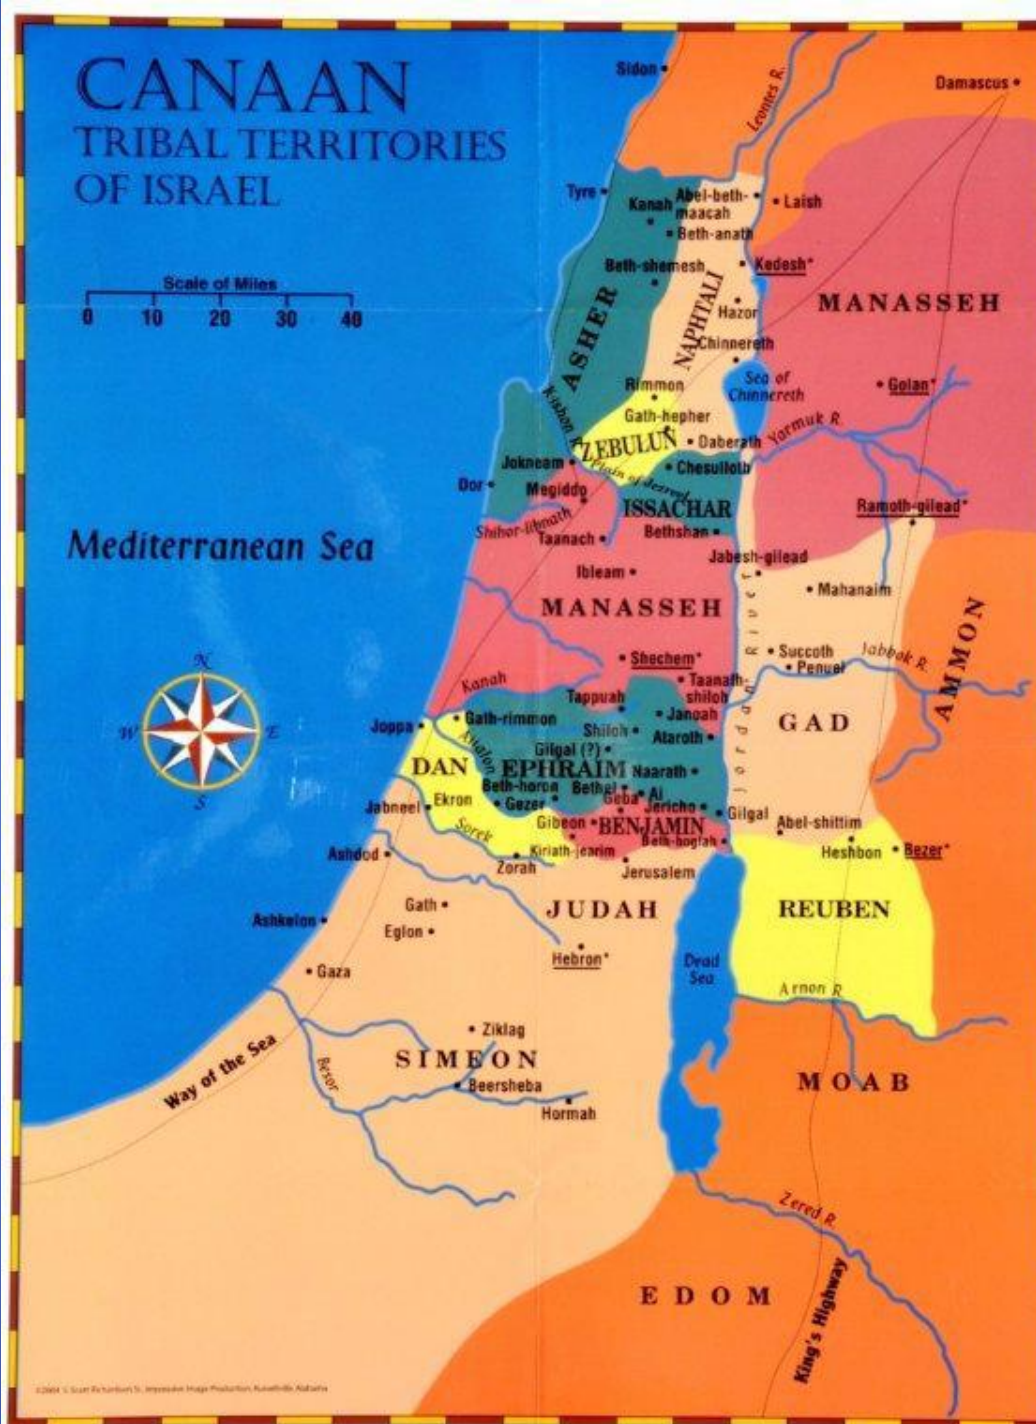 CANAAN
TRIBAL TERRITORIES
OF ISRAEL
Scale of Miles
0 10 20 30 40
Sidon
Leontes R.
Damascus
Tyre
Kanah
Abel-beth-
maacah
Laish
Beth-anath
Beth-shemesh
Kedesh*
NAPHTALI
MANASSEH
Hazor
ASHER
Chinnereth
Sea of
Chinnereth
Golan*
Rimmon
Kishon R.
Gath-hepher
Yarmuk R.
ZEBULUN
Daberath
Jokneam
Plain of Jezreel
Chesulloth
Dor
Megiddo
ISSACHAR
Ramoth-gilead*
Shihor-libnath
Taanach
Bethshan
Mediterranean Sea
Jabesh-gilead
Ibleam
Mahanaim
MANASSEH
Jordan River
AMMON
Shechem*
Succoth
Jabbok R.
Penuel
Kanah
Taanath-
shiloh
Tappuah
Janoah
N
W
E
S
Joppa
Gath-rimmon
Shiloh
Ataroth
GAD
Gilgal (?)
DAN
EPHRAIM
Naarath
Beth-horon
Bethel
Ai
Jabneel
Ekron
Gezer
Geba
Jericho
Gilgal
Sorek
Gibeon
BENJAMIN
Abel-shittim
Beth-hoglah
Ashdod
Zorah
Kiriath-jearim
Heshbon
Bezer*
Jerusalem
Gath
JUDAH
REUBEN
Ashkelon
Eglon
Hebron*
Dead
Sea
Gaza
Arnon R.
Ziklag
Way of the Sea
Besor
SIMEON
Beersheba
MOAB
Hormah
Zered R.
EDOM
King's Highway